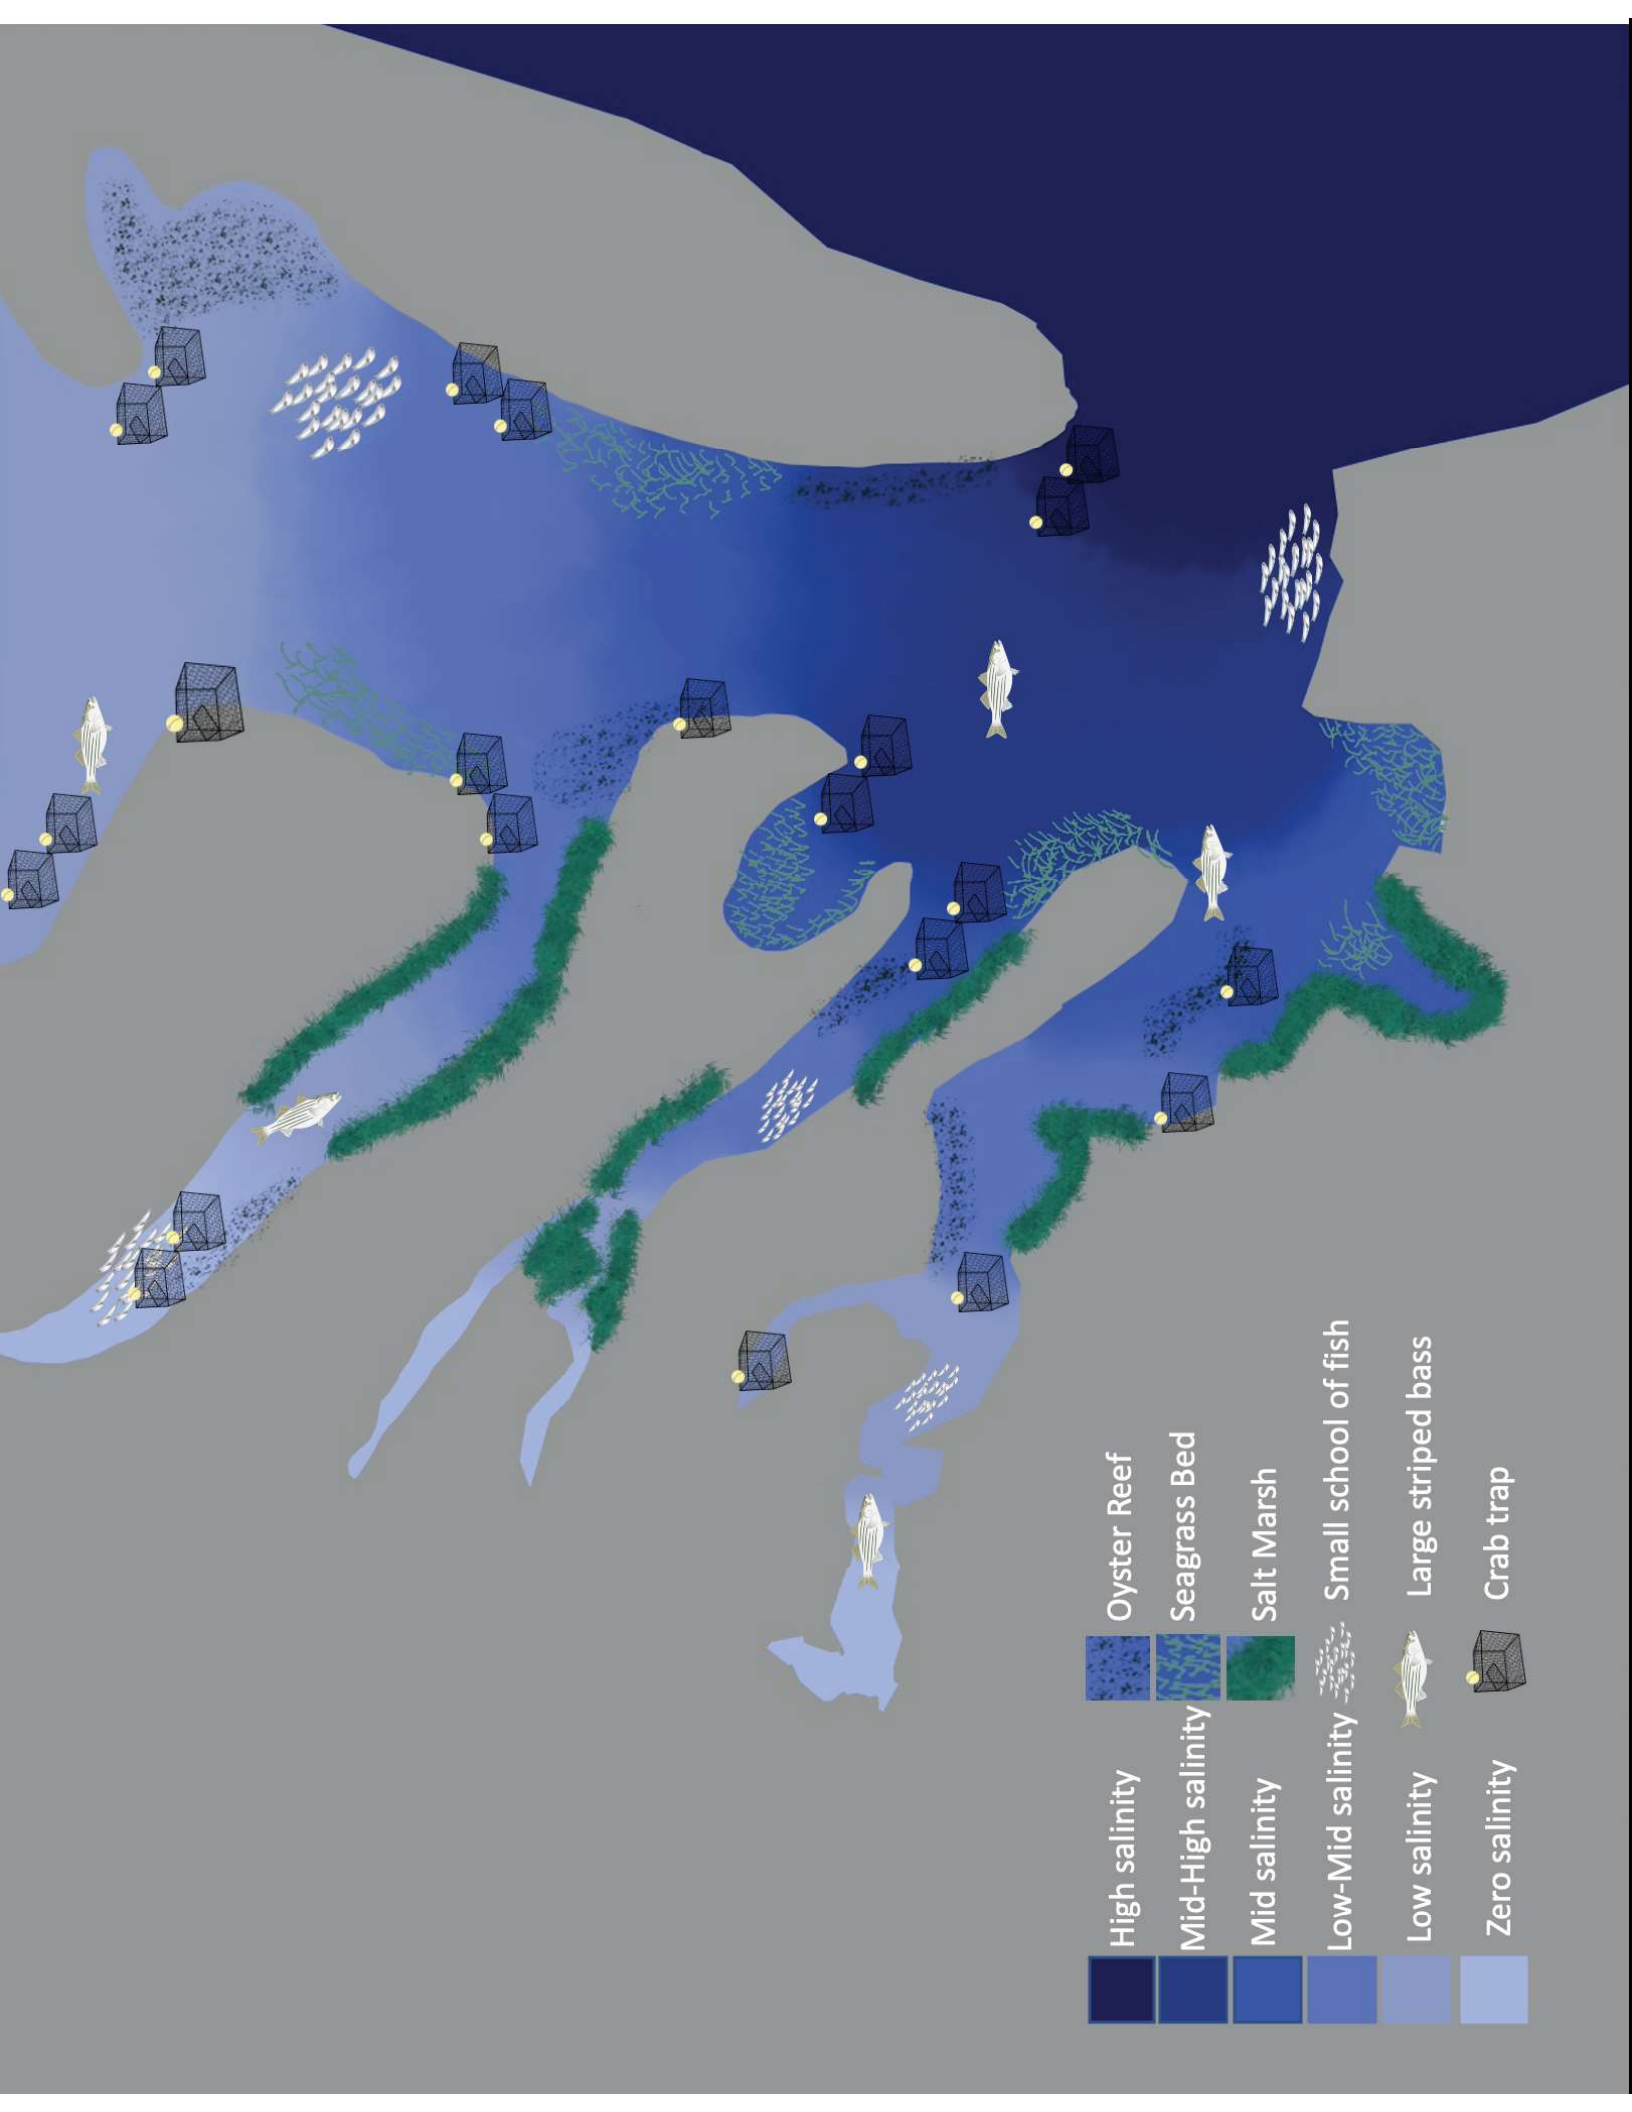 High salinity
Mid-High salinity
Mid salinity
Low-Mid salinity
Low salinity
Zero salinity
Oyster Reef
Seagrass Bed
Salt Marsh
Small school of fish
Large striped bass
Crab trap